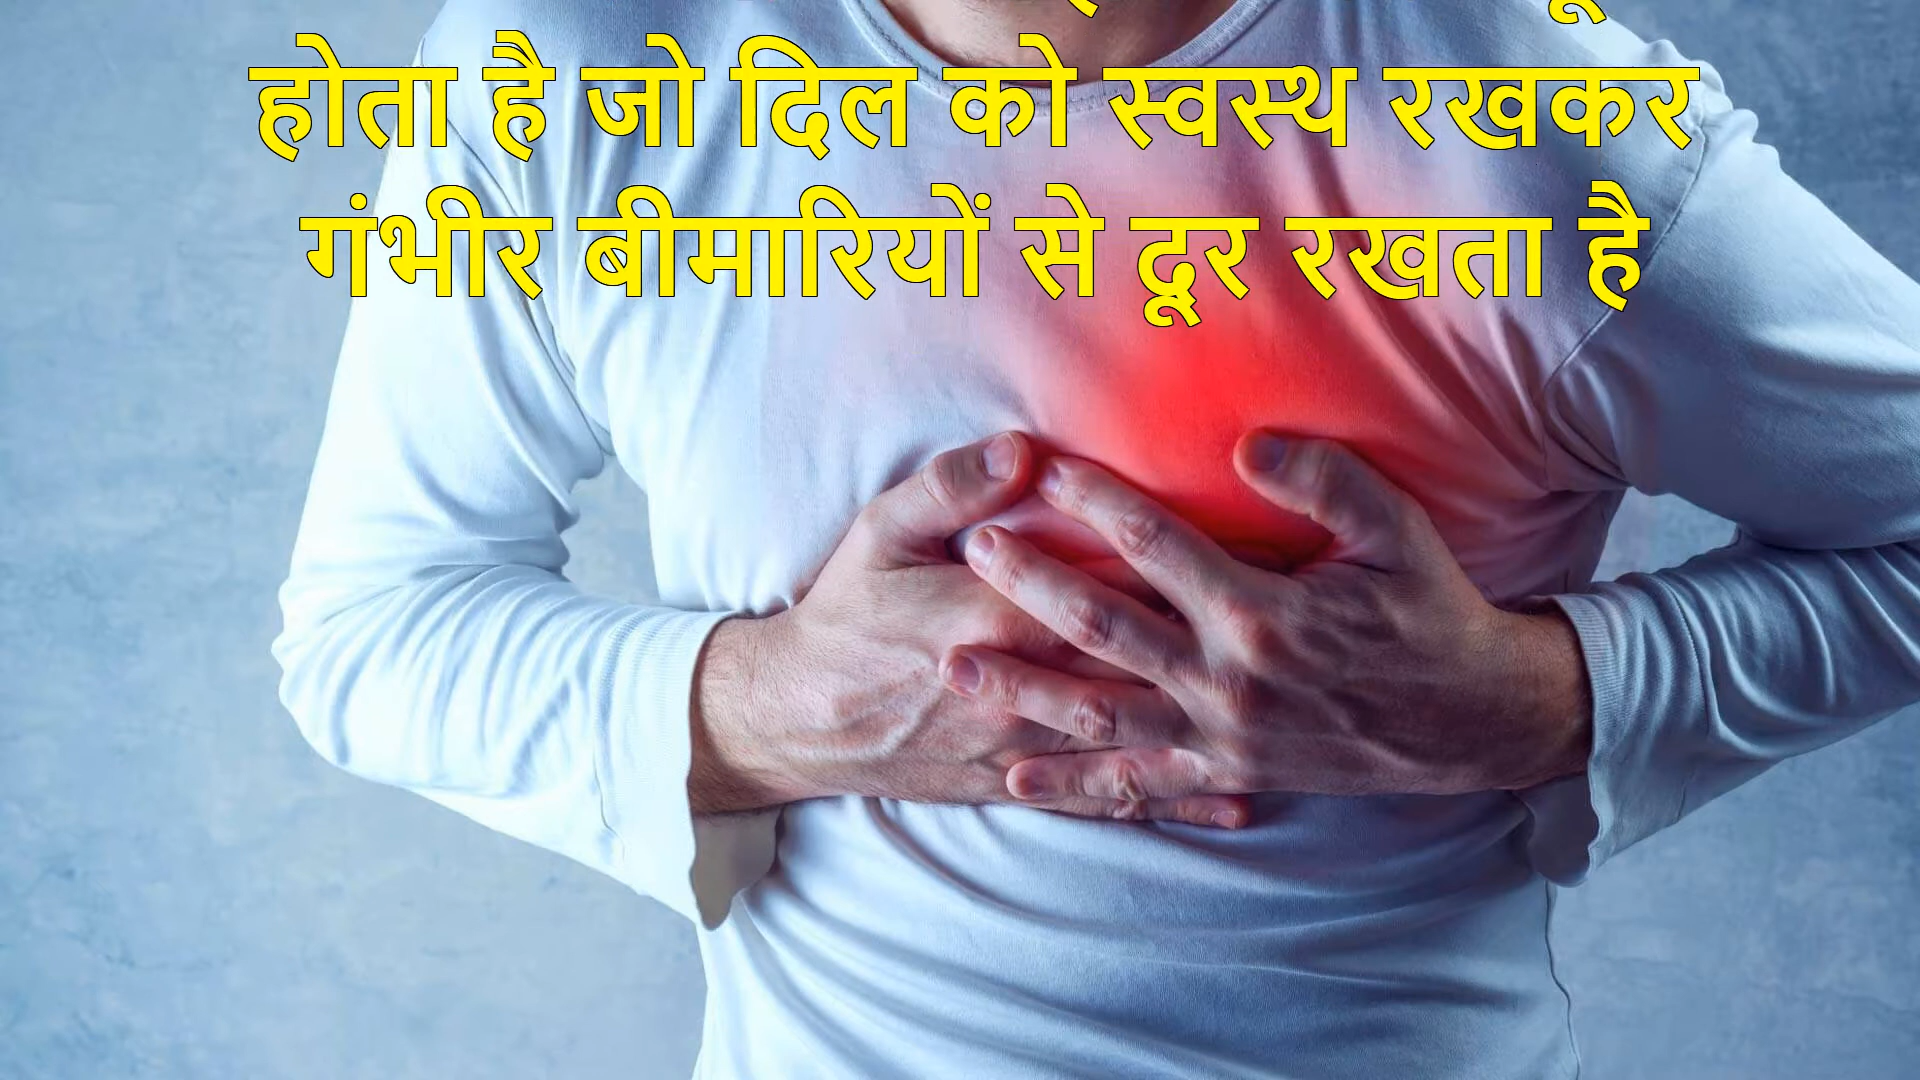 होता है जो दिल को स्वस्थ रखकर
गंभीर बीमारियों से दूर रखता है